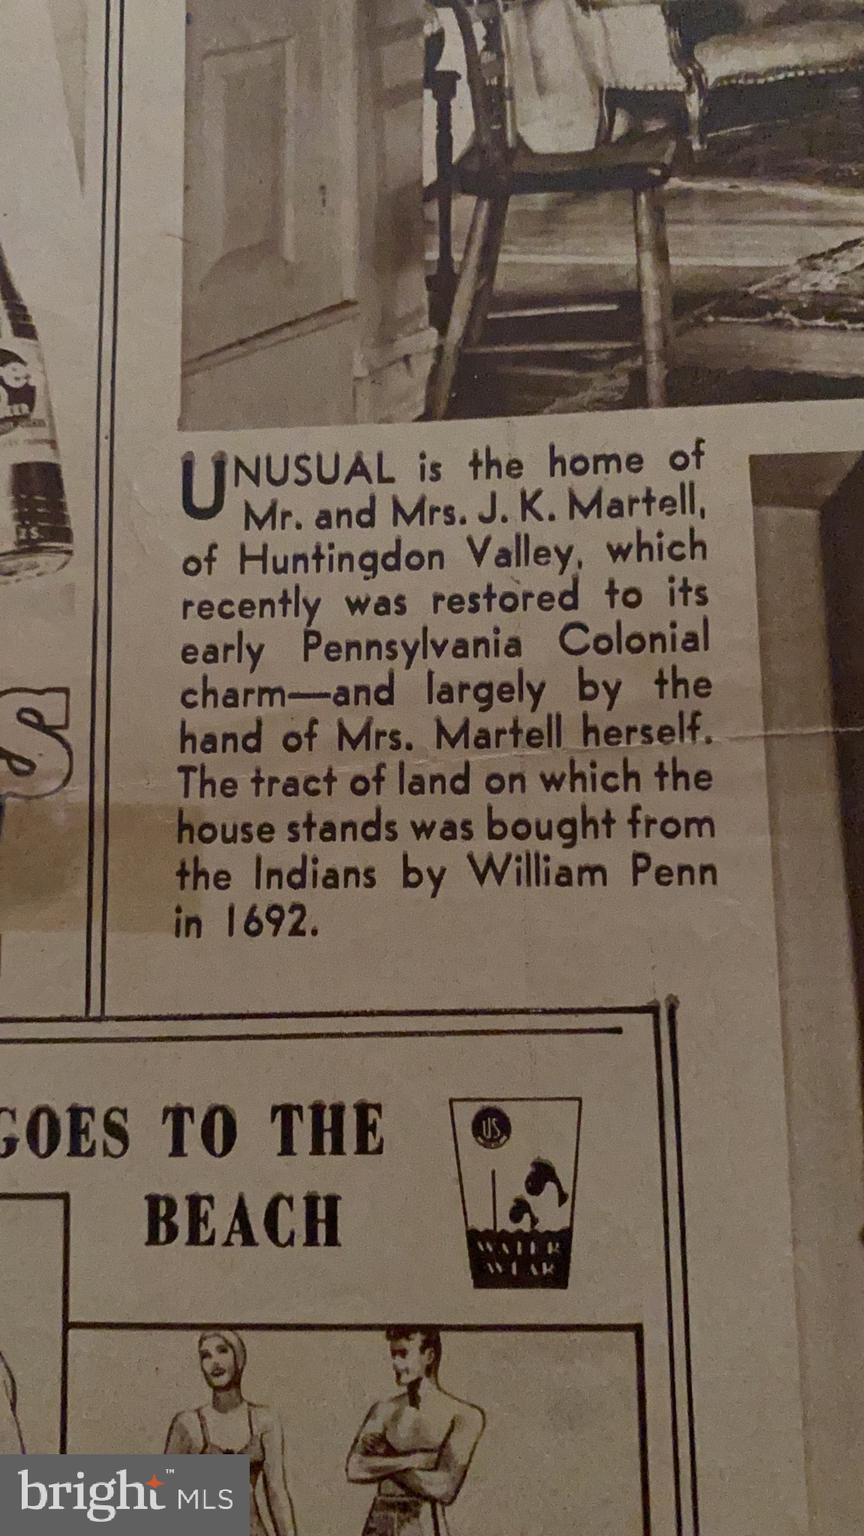 UNUSUAL is the home of
Mr. and Mrs. J. K. Martell,
of Huntingdon Valley, which
recently was restored to its
early Pennsylvania Colonial
charm—and largely by the
hand of Mrs. Martell herself.
The tract of land on which the
house stands was bought from
the Indians by William Penn
in 1692.
GOES TO THE
BEACH
U.S.
WATER
WEAR
bright™ MLS